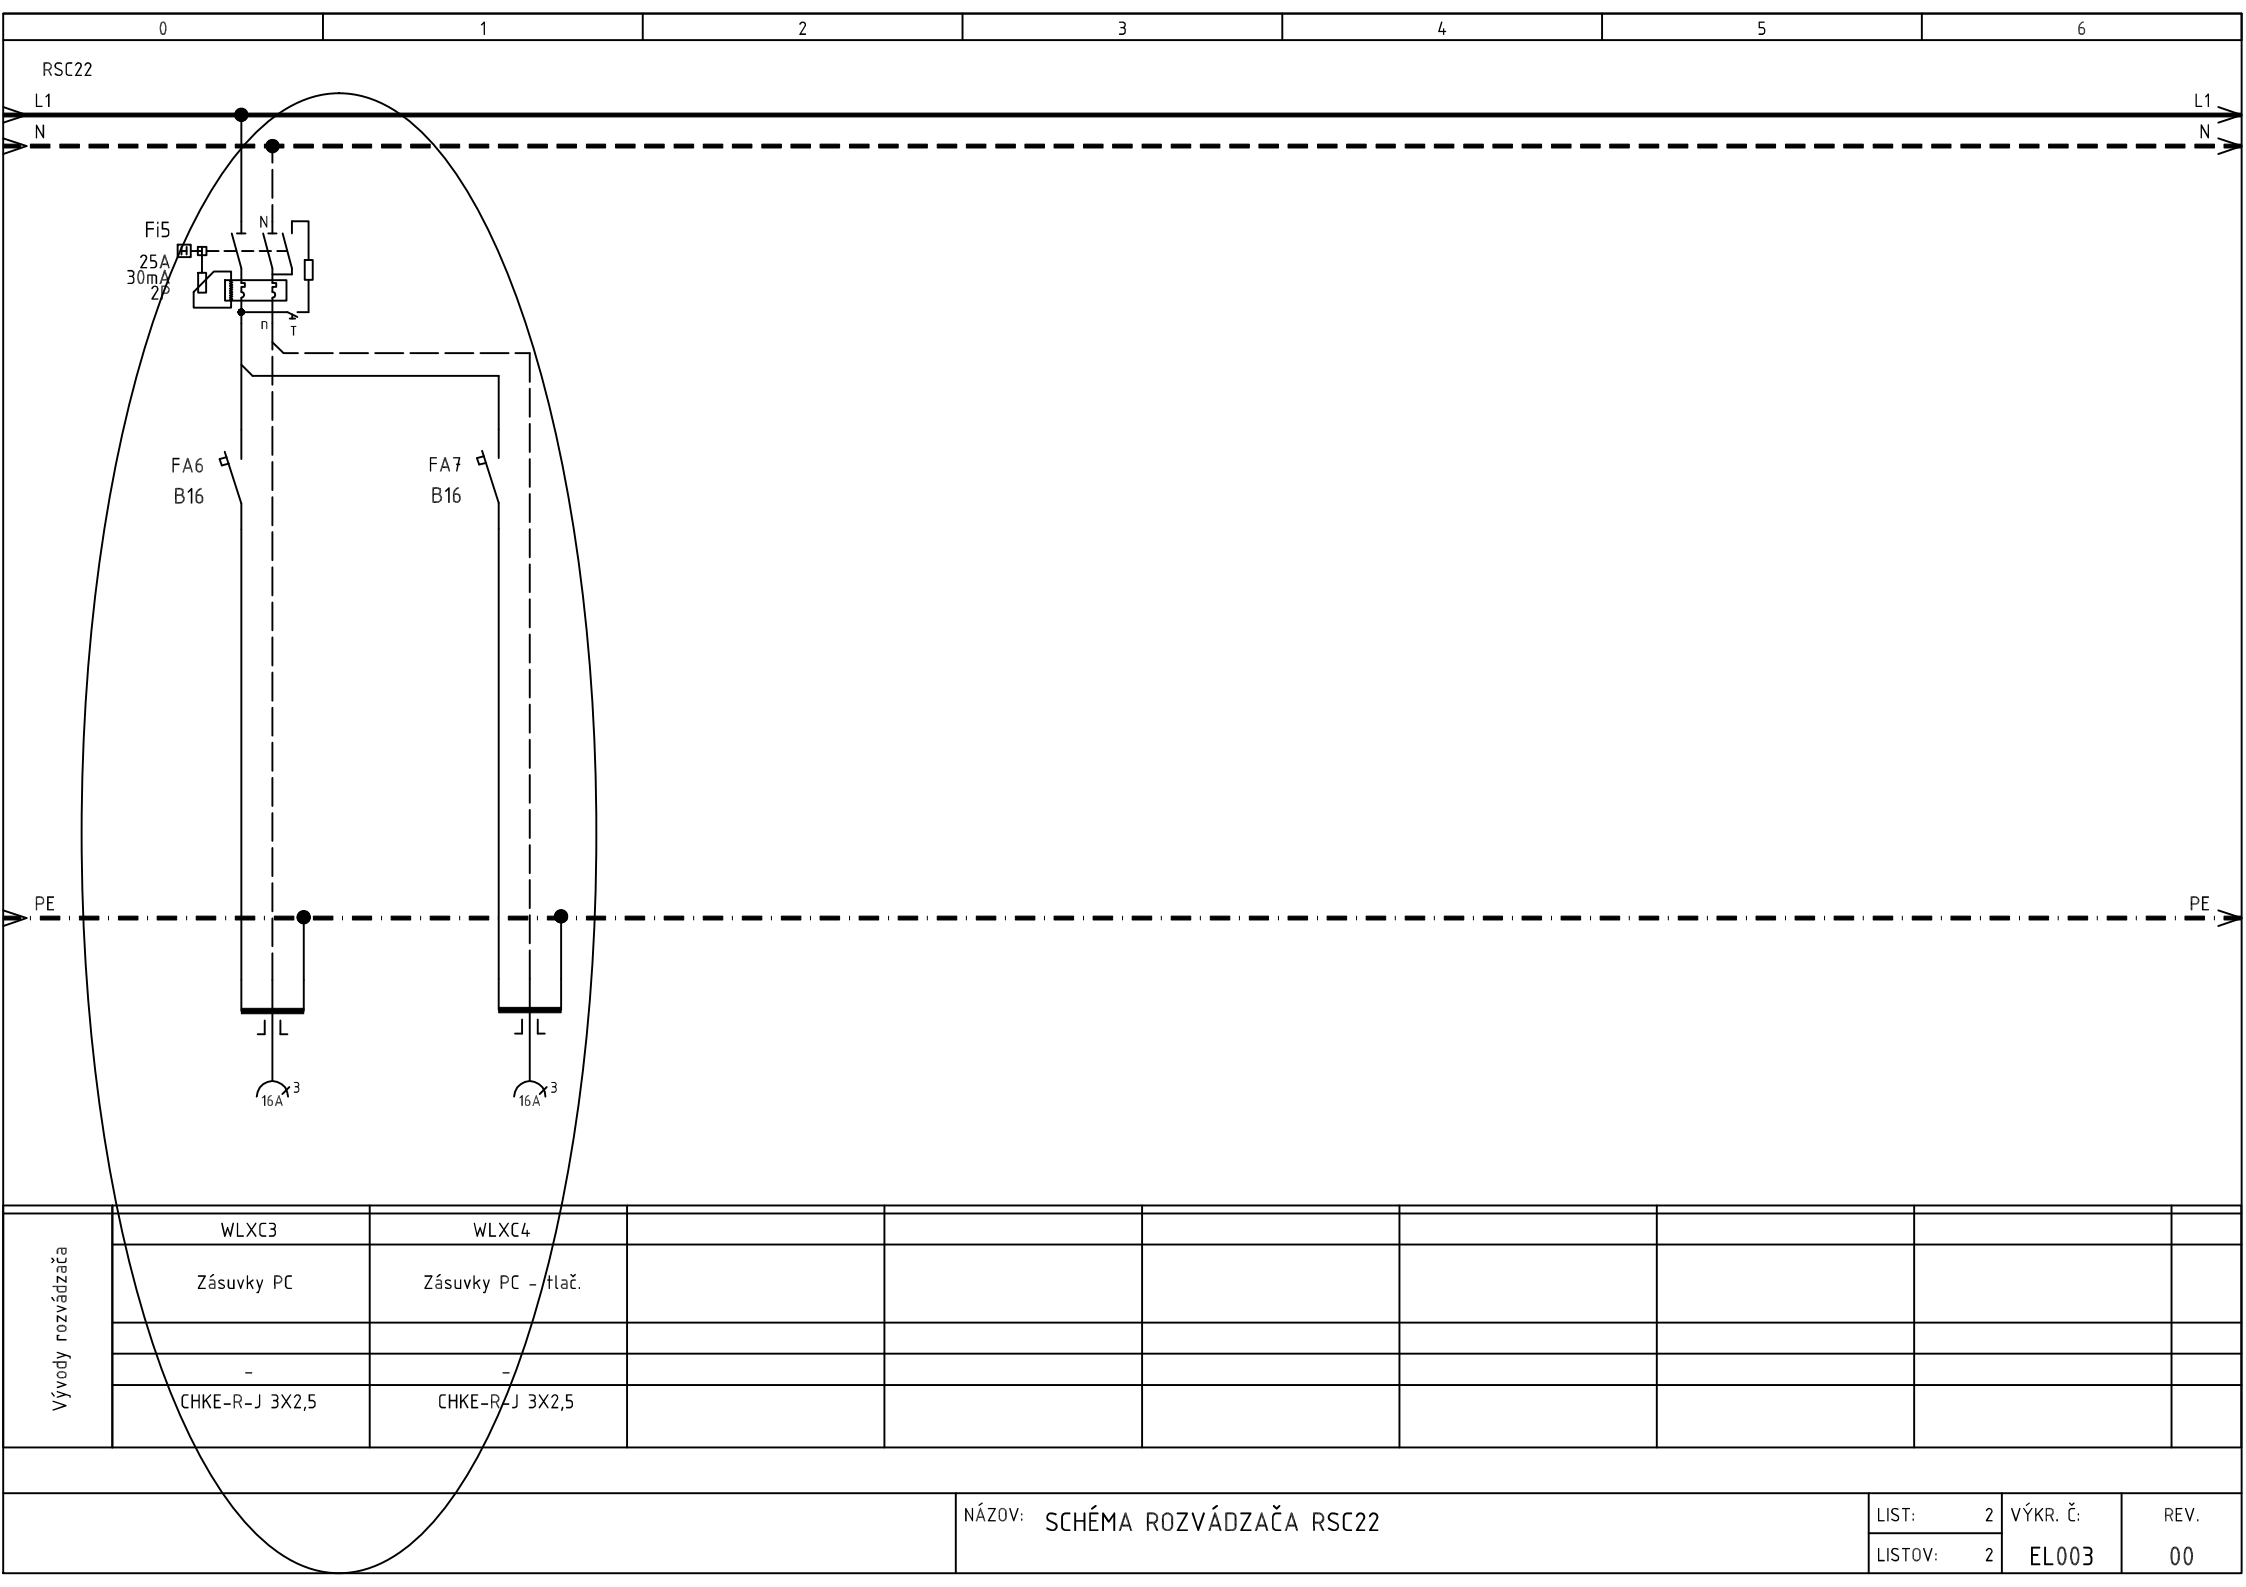 0 1 2 3 4 5 6
RSC22
L1 L1
N N
N
Fi5
25A
30mA
2P
n
T
FA6 FA7
B16 B16
PE PE
3 3
16A 16A
Vývody rozvádzača
WLXC3 WLXC4
Zásuvky PC Zásuvky PC - tlač.
- -
CHKE-R-J 3X2,5 CHKE-R-J 3X2,5
NÁZOV: SCHÉMA ROZVÁDZAČA RSC22
LIST: 2 VÝKR. Č: REV.
LISTOV: 2 EL003 00